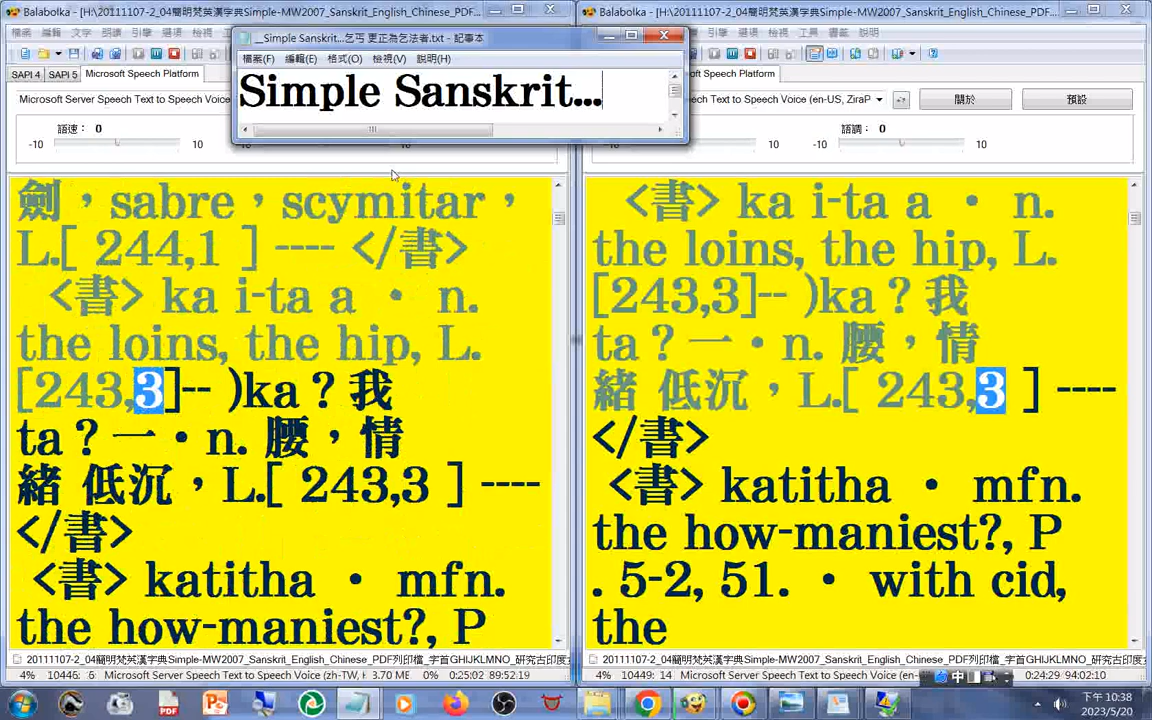 Balabolka - [H:\20111107-2_04簡明梵英漢字典Simple-MW2007_Sanskrit_English_Chinese_PDF...
Balabolka - [H:\20111107-2_04簡明梵英漢字典Simple-MW2007_Sanskrit_English_Chinese_PDF...
__Simple Sanskrit...乞丐 更正為乞法者.txt - 記事本
檔案(F) 編輯(E) 格式(O) 檢視(V) 說明(H)
Simple Sanskrit...
SAPI 4 SAPI 5 Microsoft Speech Platform
Microsoft Server Speech Text to Speech Voice
ch Text to Speech Voice (en-US, ZiraP
關於
預設
語速： 0
-10
10
語調： 0
-10
10
劍，sabre，scymitar，
L.[ 244,1 ] ---- </書>
<書> ka i-ta a • n.
the loins, the hip, L.
[243,3]-- )ka？我
ta？一•n. 腰，情
緒 低沉，L.[ 243,3 ] ----
</書>
<書> katitha • mfn.
the how-maniest?, P
<書> ka i-ta a • n.
the loins, the hip, L.
[243,3]-- )ka？我
ta？一•n. 腰，情
緒 低沉，L.[ 243,3 ] ----
</書>
<書> katitha • mfn.
the how-maniest?, P
. 5-2, 51. • with cid,
the
20111107-2_04簡明梵英漢字典Simple-MW2007_Sanskrit_English_Chinese_PDF列印檔_字首GHIJKLMNO_研究古印度
20111107-2_04簡明梵英漢字典Simple-MW2007_Sanskrit_English_Chinese_PDF列印檔_字首GHIJKLMNO_研究古印度
4% Microsoft Server Speech Text to Speech Voice (zh-TW, 3.70 ME 0% 0:25:02 89:52:19
4% 10449: 14 Microsoft Server Speech Text to Speech Voice 0:24:29 94:02:10
中
下午 10:38
2023/5/20